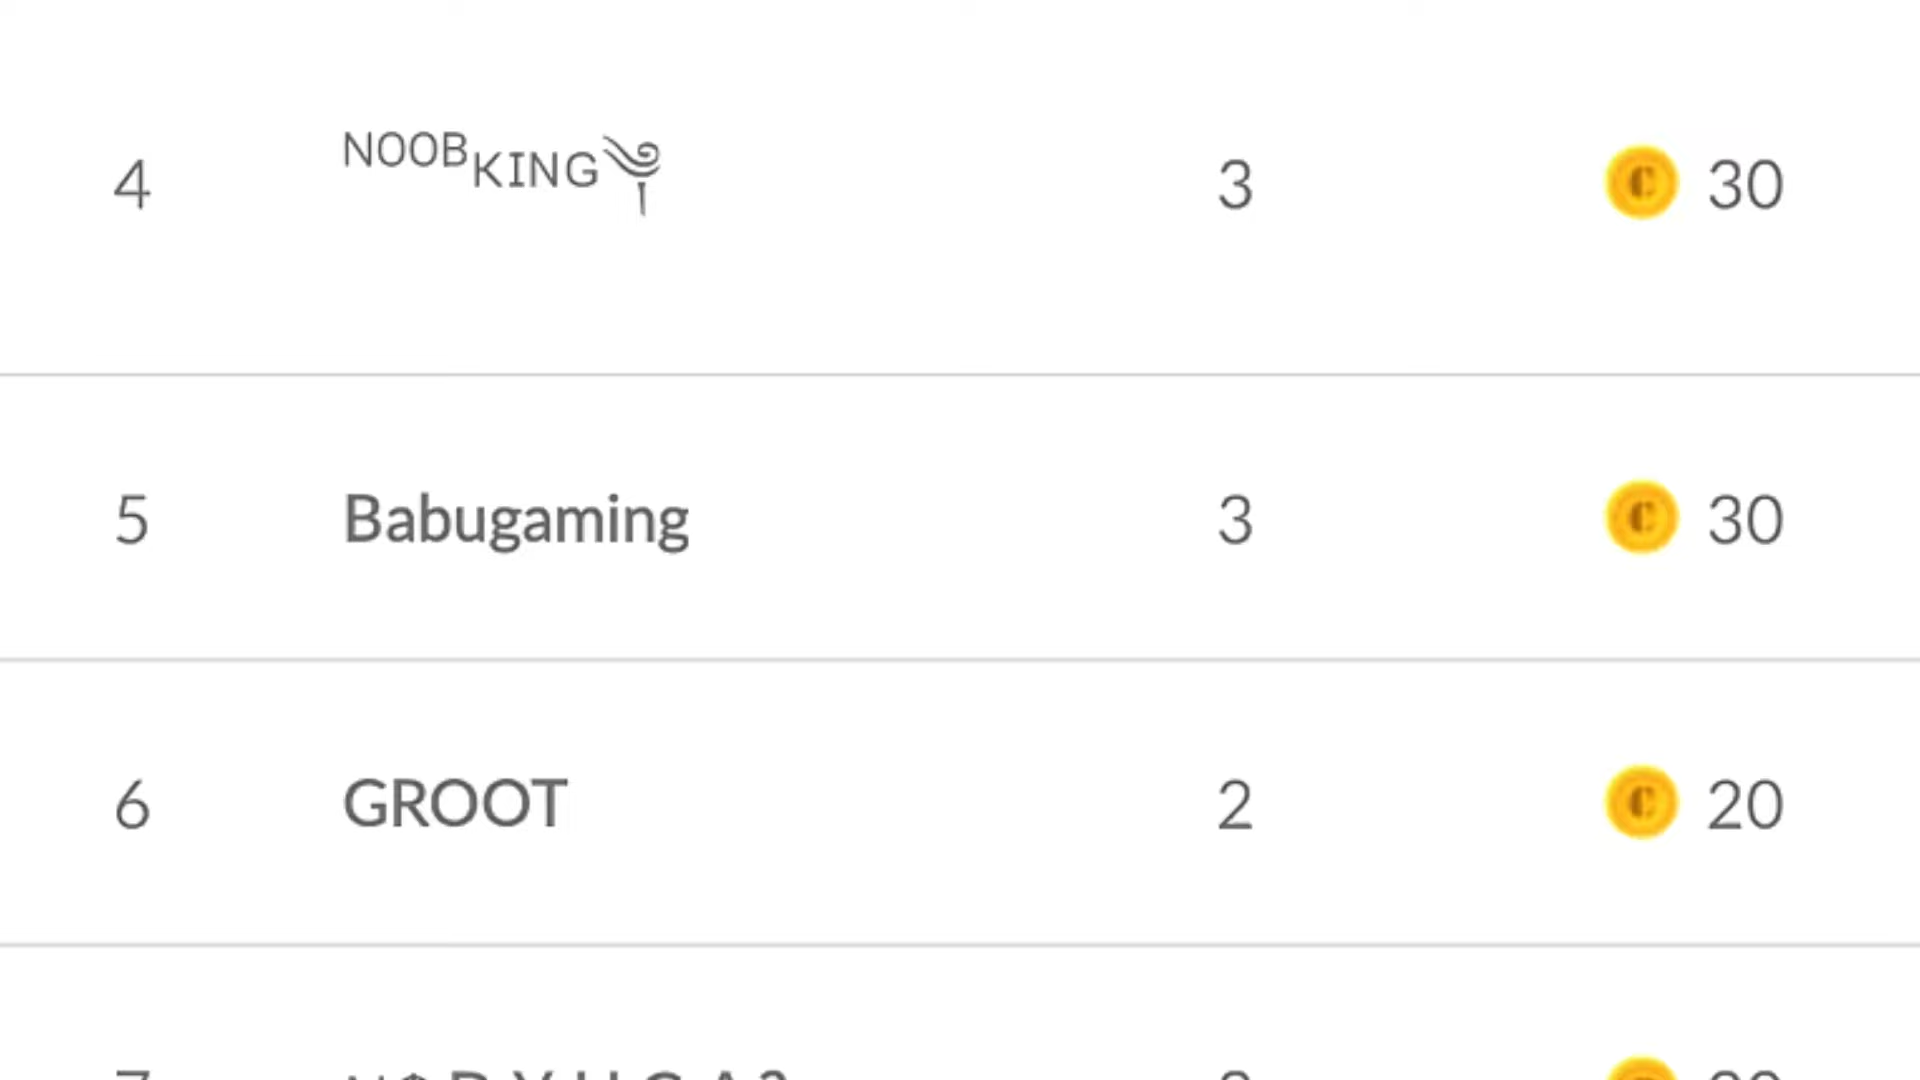 4 ᴺᴼᴼᴮKING༒ 3 30
5 Babugaming 3 30
6 GROOT 2 20